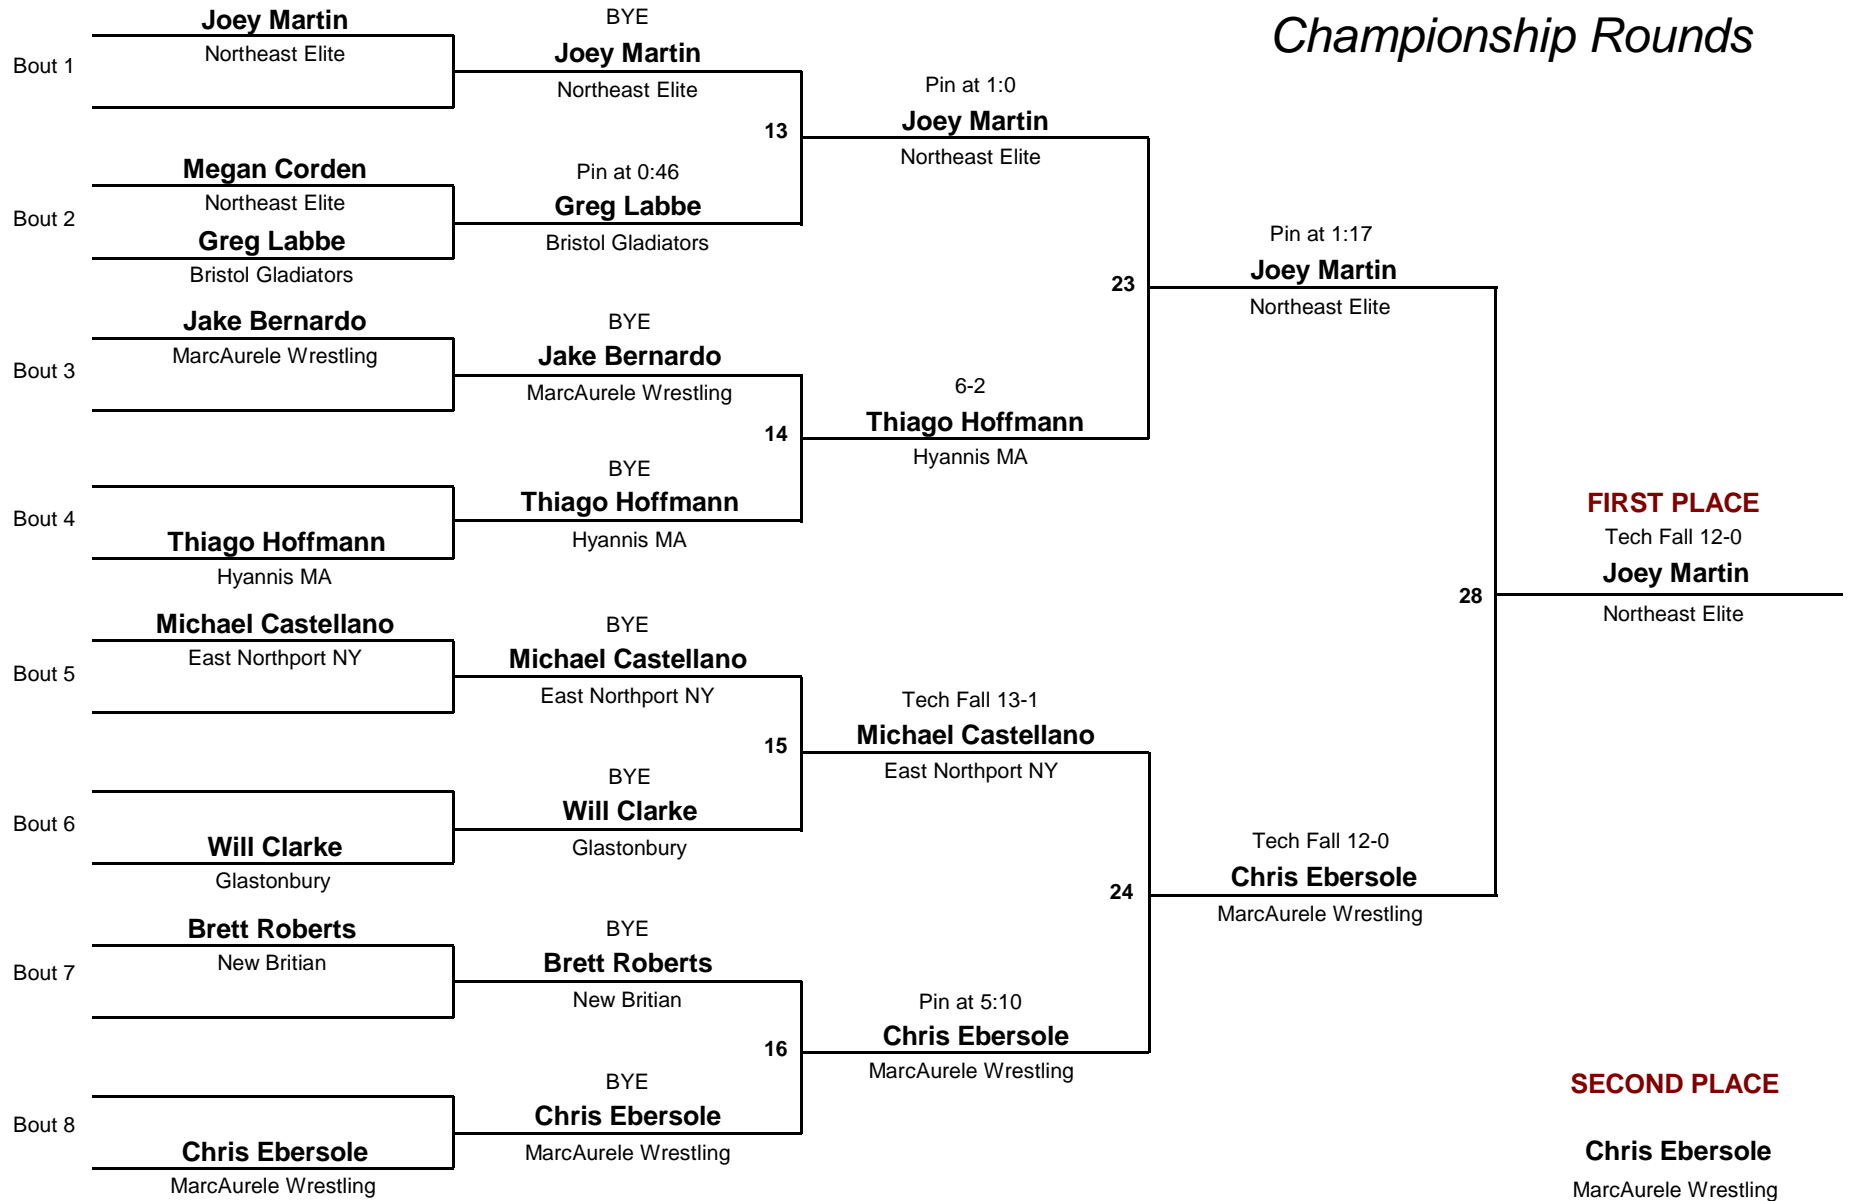 Championship Rounds
Bout 1
Joey Martin
Northeast Elite
Bout 2
Megan Corden
Northeast Elite
Greg Labbe
Bristol Gladiators
Bout 3
Jake Bernardo
MarcAurele Wrestling
Bout 4
Thiago Hoffmann
Hyannis MA
Bout 5
Michael Castellano
East Northport NY
Bout 6
Will Clarke
Glastonbury
Bout 7
Brett Roberts
New Britian
Bout 8
Chris Ebersole
MarcAurele Wrestling
BYE
Joey Martin
Northeast Elite
13
Pin at 0:46
Greg Labbe
Bristol Gladiators
BYE
Jake Bernardo
MarcAurele Wrestling
14
BYE
Thiago Hoffmann
Hyannis MA
BYE
Michael Castellano
East Northport NY
15
BYE
Will Clarke
Glastonbury
BYE
Brett Roberts
New Britian
16
BYE
Chris Ebersole
MarcAurele Wrestling
Pin at 1:0
Joey Martin
Northeast Elite
23
6-2
Thiago Hoffmann
Hyannis MA
Tech Fall 13-1
Michael Castellano
East Northport NY
24
Pin at 5:10
Chris Ebersole
MarcAurele Wrestling
Pin at 1:17
Joey Martin
Northeast Elite
28
Tech Fall 12-0
Chris Ebersole
MarcAurele Wrestling
FIRST PLACE
Tech Fall 12-0
Joey Martin
Northeast Elite
SECOND PLACE
Chris Ebersole
MarcAurele Wrestling